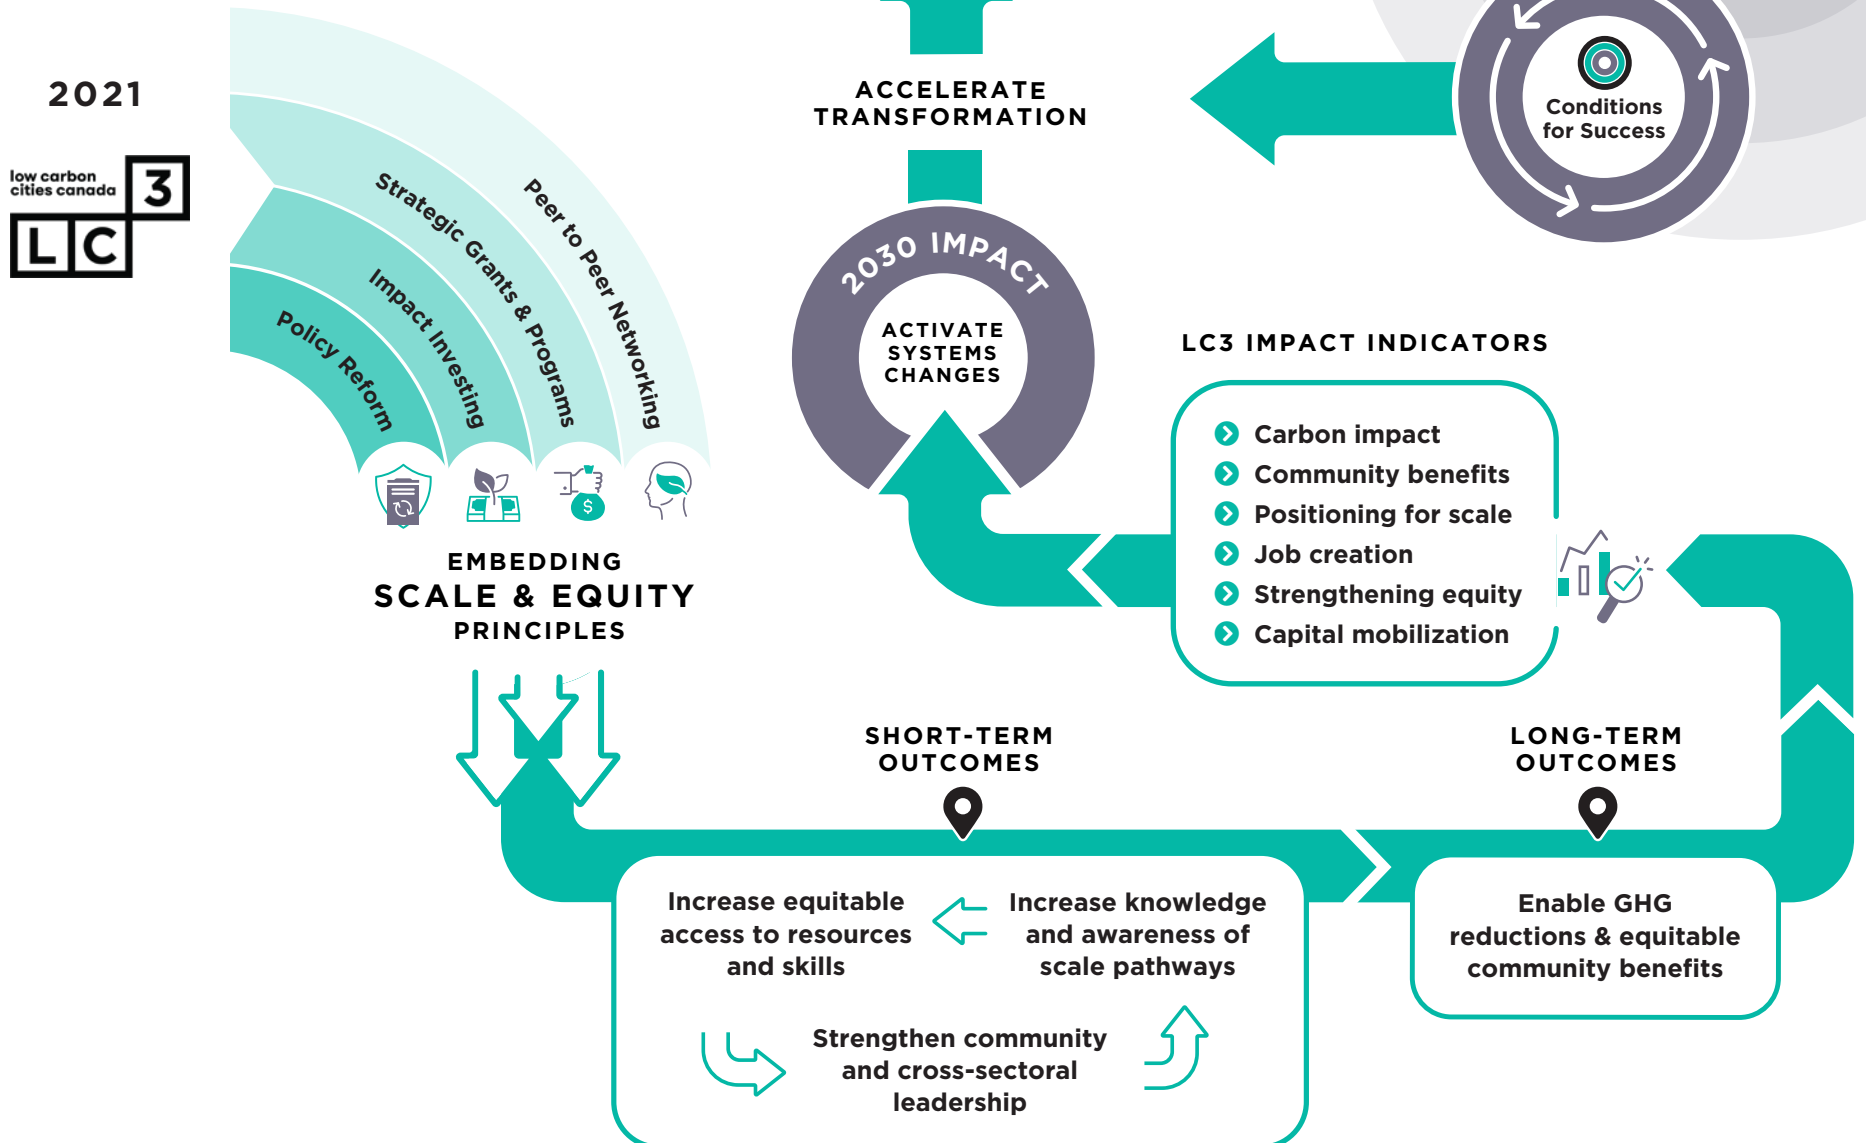 2021
low carbon
cities canada
3
LC
Peer to Peer Networking
Strategic Grants & Programs
Impact Investing
Policy Reform
EMBEDDING
SCALE & EQUITY
PRINCIPLES
ACCELERATE
TRANSFORMATION
Conditions
for Success
2030 IMPACT
ACTIVATE
SYSTEMS
CHANGES
LC3 IMPACT INDICATORS
Carbon impact
Community benefits
Positioning for scale
Job creation
Strengthening equity
Capital mobilization
SHORT-TERM
OUTCOMES
Increase equitable
access to resources
and skills
Increase knowledge
and awareness of
scale pathways
Strengthen community
and cross-sectoral
leadership
LONG-TERM
OUTCOMES
Enable GHG
reductions & equitable
community benefits
$